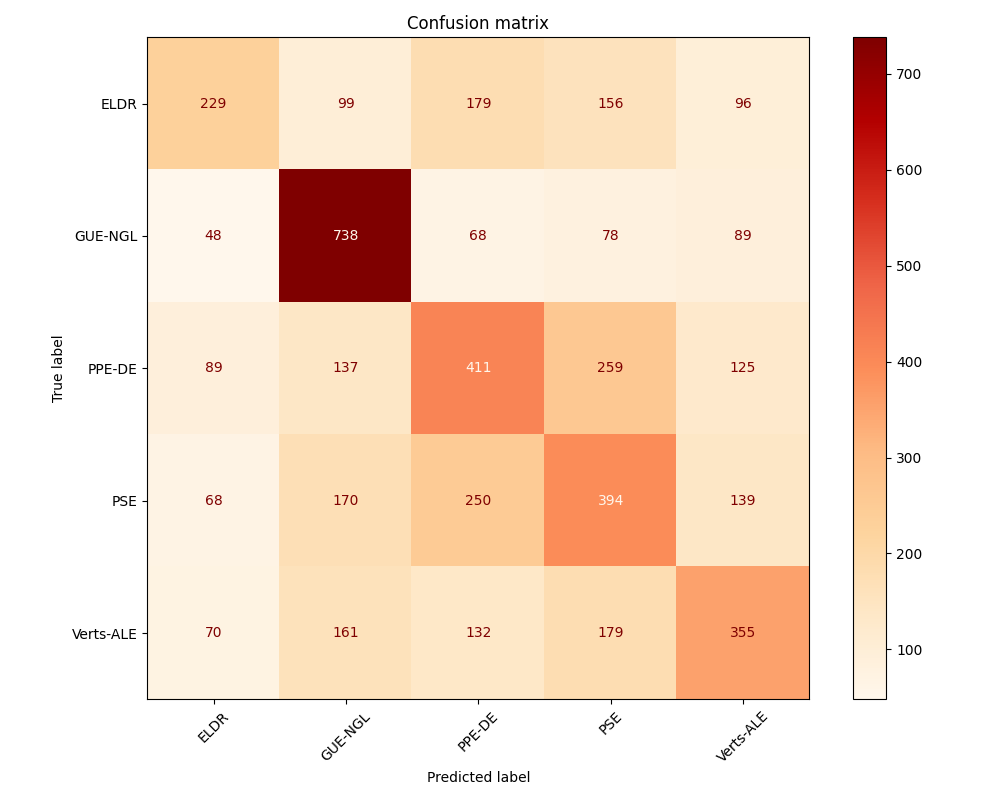 Confusion matrix
True label
ELDR 229 99 179 156 96
GUE-NGL 48 738 68 78 89
PPE-DE 89 137 411 259 125
PSE 68 170 250 394 139
Verts-ALE 70 161 132 179 355
ELDR GUE-NGL PPE-DE PSE Verts-ALE
Predicted label
700
600
500
400
300
200
100